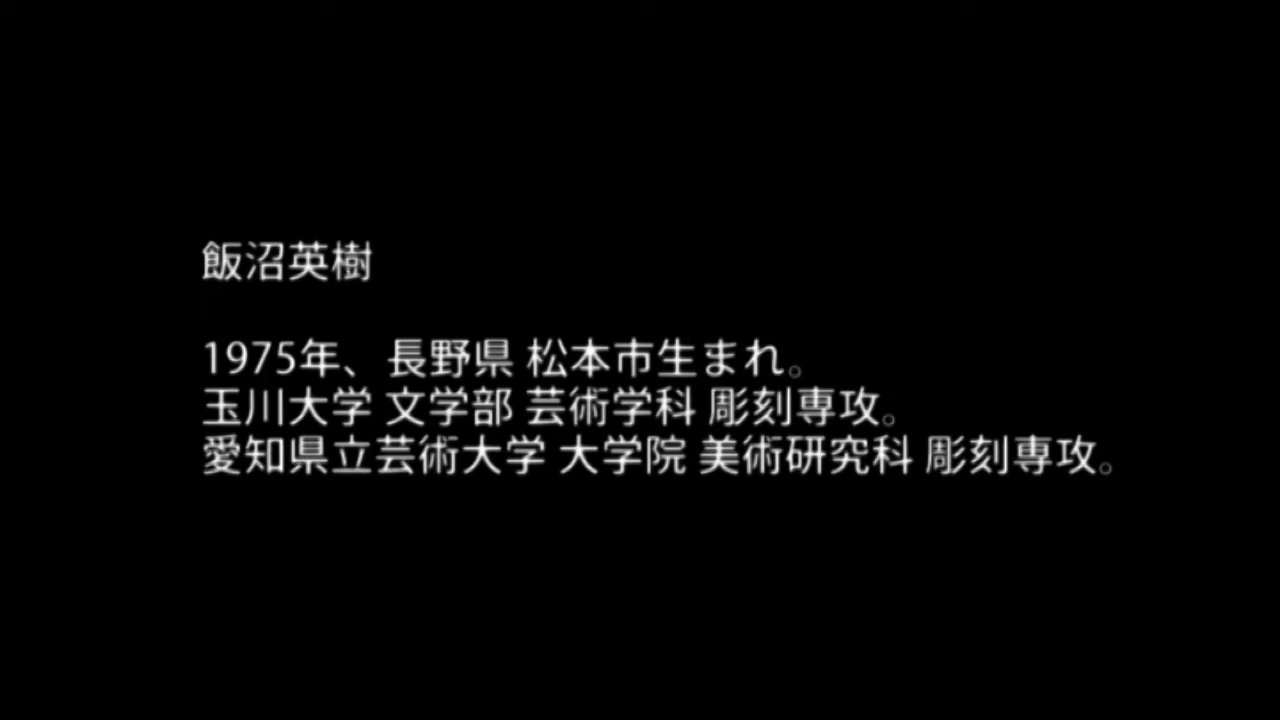 飯沼英樹
1975年、長野県 松本市生まれ。
玉川大学 文学部 芸術学科 彫刻専攻。
愛知県立芸術大学 大学院 美術研究科 彫刻専攻。